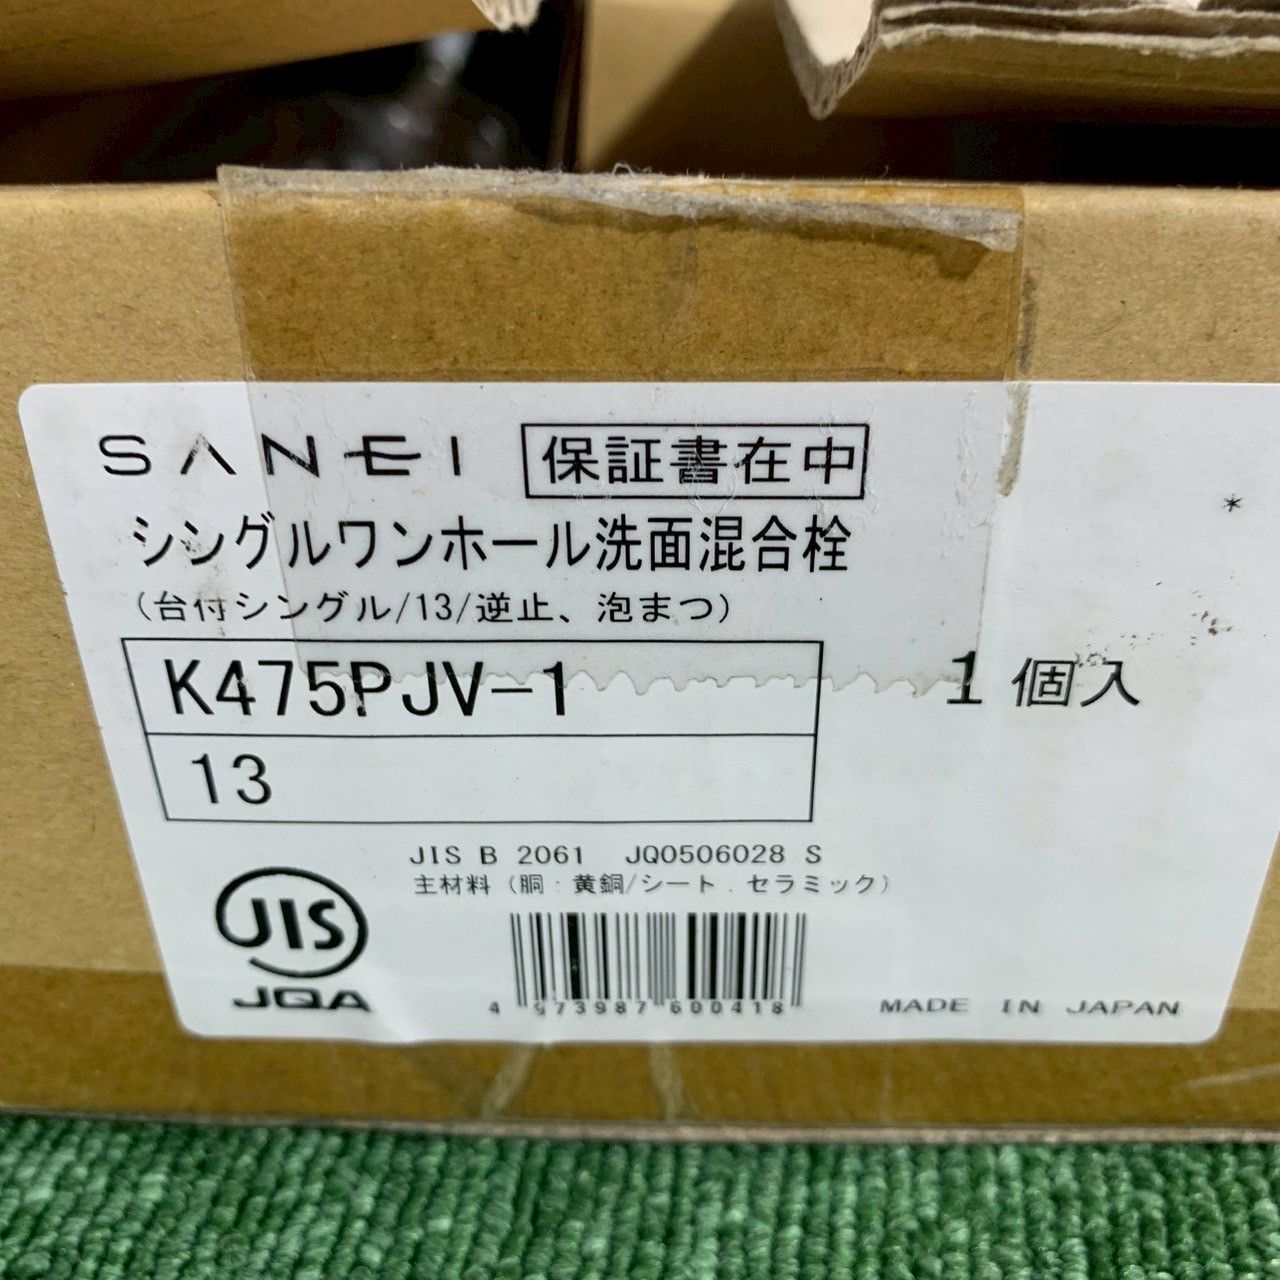 SANEI 保証書在中
*
シングルワンホール洗面混合栓
（台付シングル/13/逆止、泡まつ）
K475PJV-1 1個入
13
JIS B 2061 JQ0506028 S
主材料（胴：黄銅/シート．セラミック）
JIS
JQA
4 973987 600418
MADE IN JAPAN